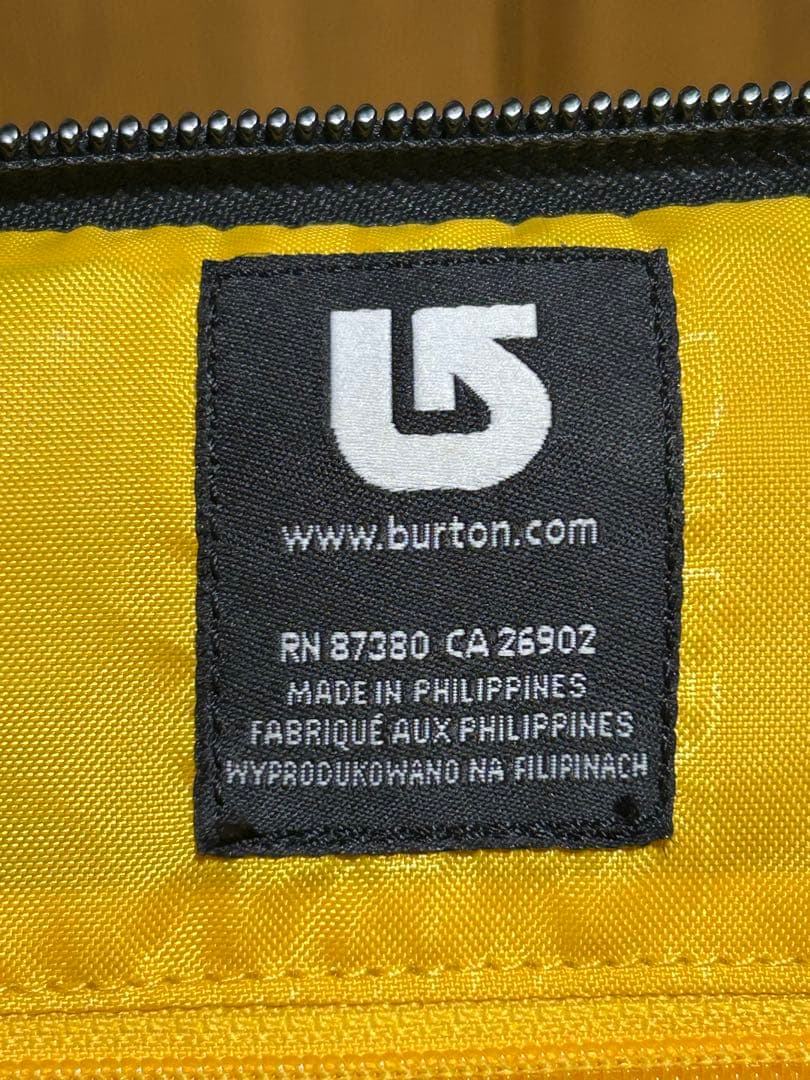 www.burton.com
RN 87380 CA 26902
MADE IN PHILIPPINES
FABRIQUÉ AUX PHILIPPINES
WYPRODUKOWANO NA FILIPINACH